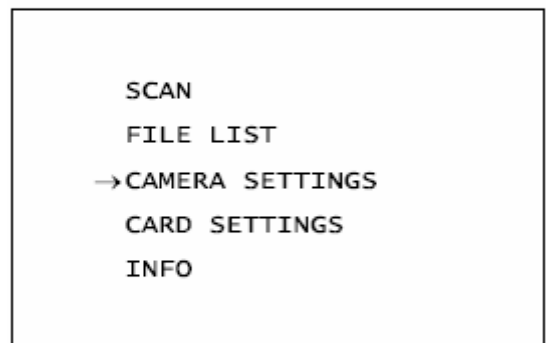 SCAN
FILE LIST
→CAMERA SETTINGS
CARD SETTINGS
INFO